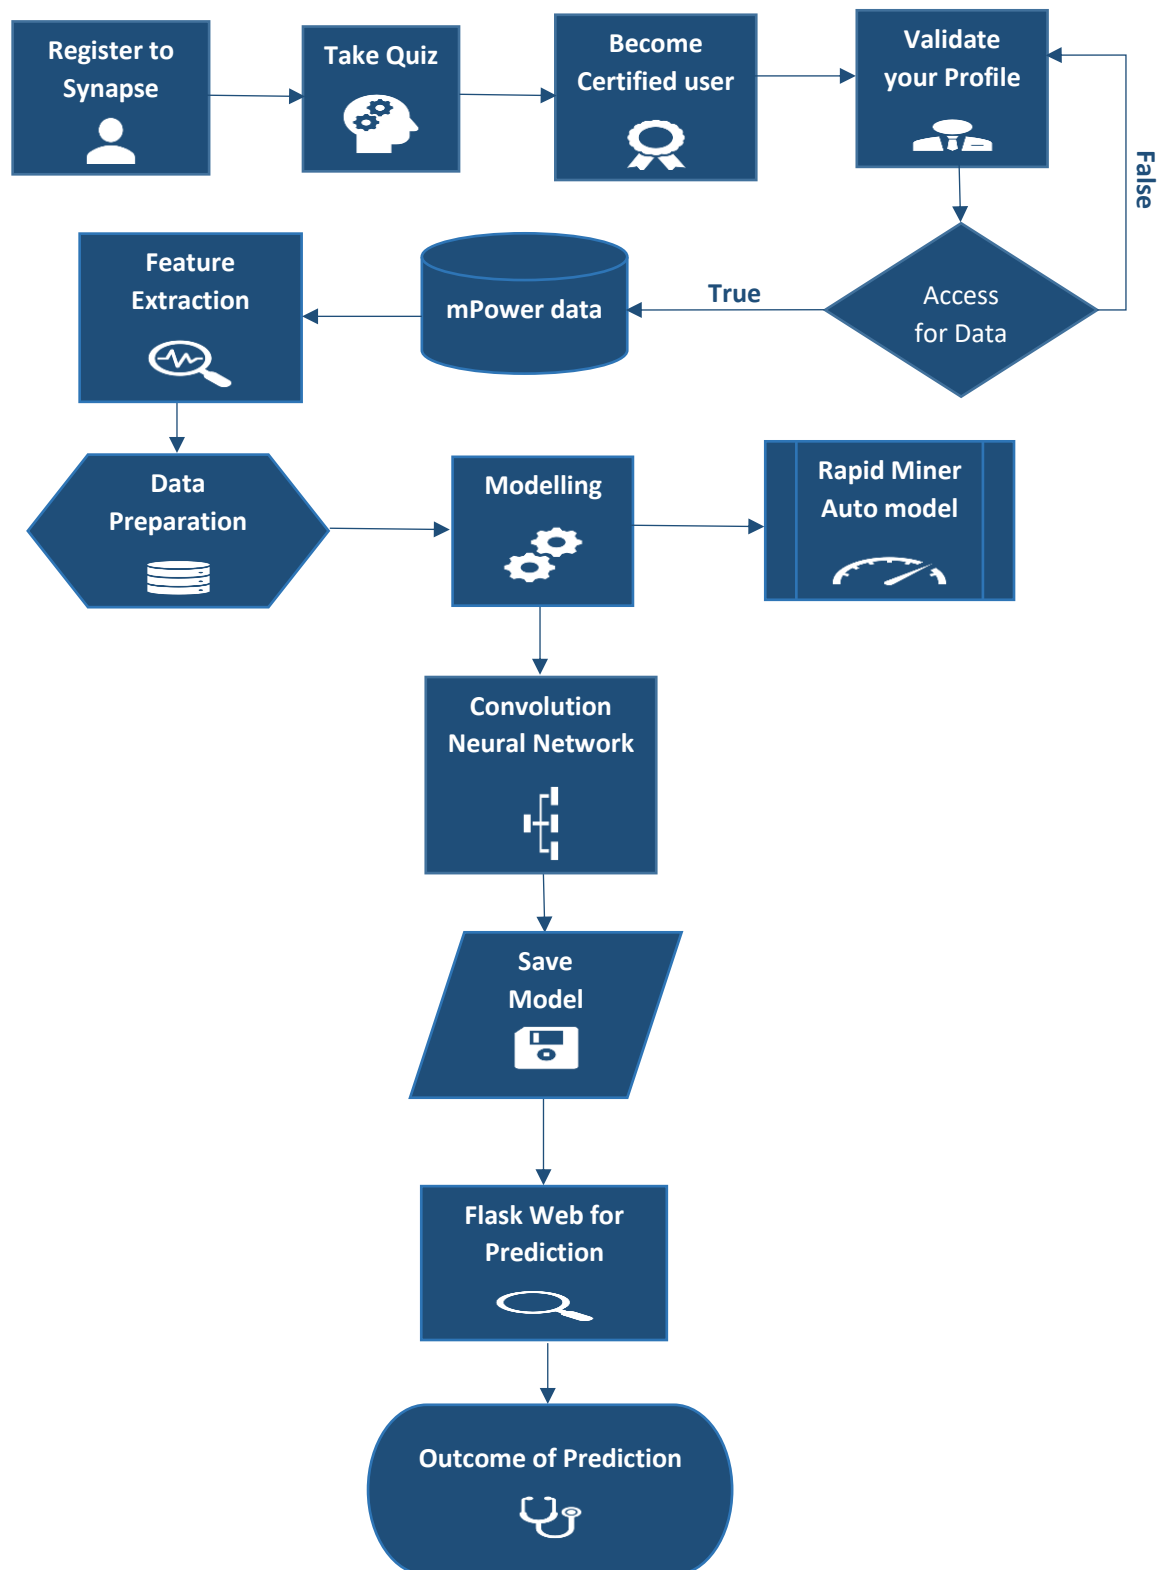 Register to
Synapse
Take Quiz
Become
Certified user
Validate
your Profile
False
Feature
Extraction
mPower data
True
Access
for Data
Data
Preparation
Modelling
Rapid Miner
Auto model
Convolution
Neural Network
Save
Model
Flask Web for
Prediction
Outcome of Prediction